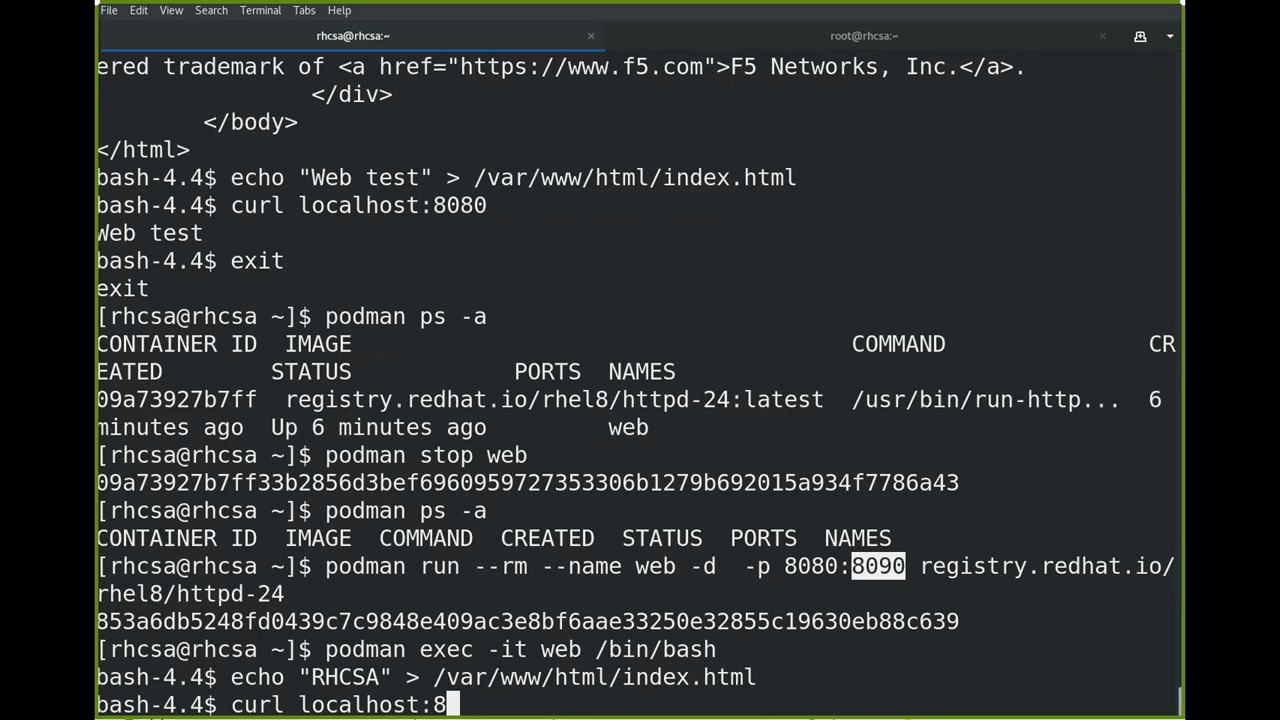 File Edit View Search Terminal Tabs Help
rhcsa@rhcsa:~ × root@rhcsa:~ ×
ered trademark of <a href="https://www.f5.com">F5 Networks, Inc.</a>.
</div>
</body>
</html>
bash-4.4$ echo "Web test" > /var/www/html/index.html
bash-4.4$ curl localhost:8080
Web test
bash-4.4$ exit
exit
[rhcsa@rhcsa ~]$ podman ps -a
CONTAINER ID  IMAGE                                     COMMAND               CR
EATED        STATUS            PORTS  NAMES
09a73927b7ff  registry.redhat.io/rhel8/httpd-24:latest  /usr/bin/run-http...  6
minutes ago  Up 6 minutes ago         web
[rhcsa@rhcsa ~]$ podman stop web
09a73927b7ff33b2856d3bef6960959727353306b1279b692015a934f7786a43
[rhcsa@rhcsa ~]$ podman ps -a
CONTAINER ID  IMAGE  COMMAND  CREATED  STATUS  PORTS  NAMES
[rhcsa@rhcsa ~]$ podman run --rm --name web -d  -p 8080:8090 registry.redhat.io/
rhel8/httpd-24
853a6db5248fd0439c7c9848e409ac3e8bf6aae33250e32855c19630eb88c639
[rhcsa@rhcsa ~]$ podman exec -it web /bin/bash
bash-4.4$ echo "RHCSA" > /var/www/html/index.html
bash-4.4$ curl localhost:8